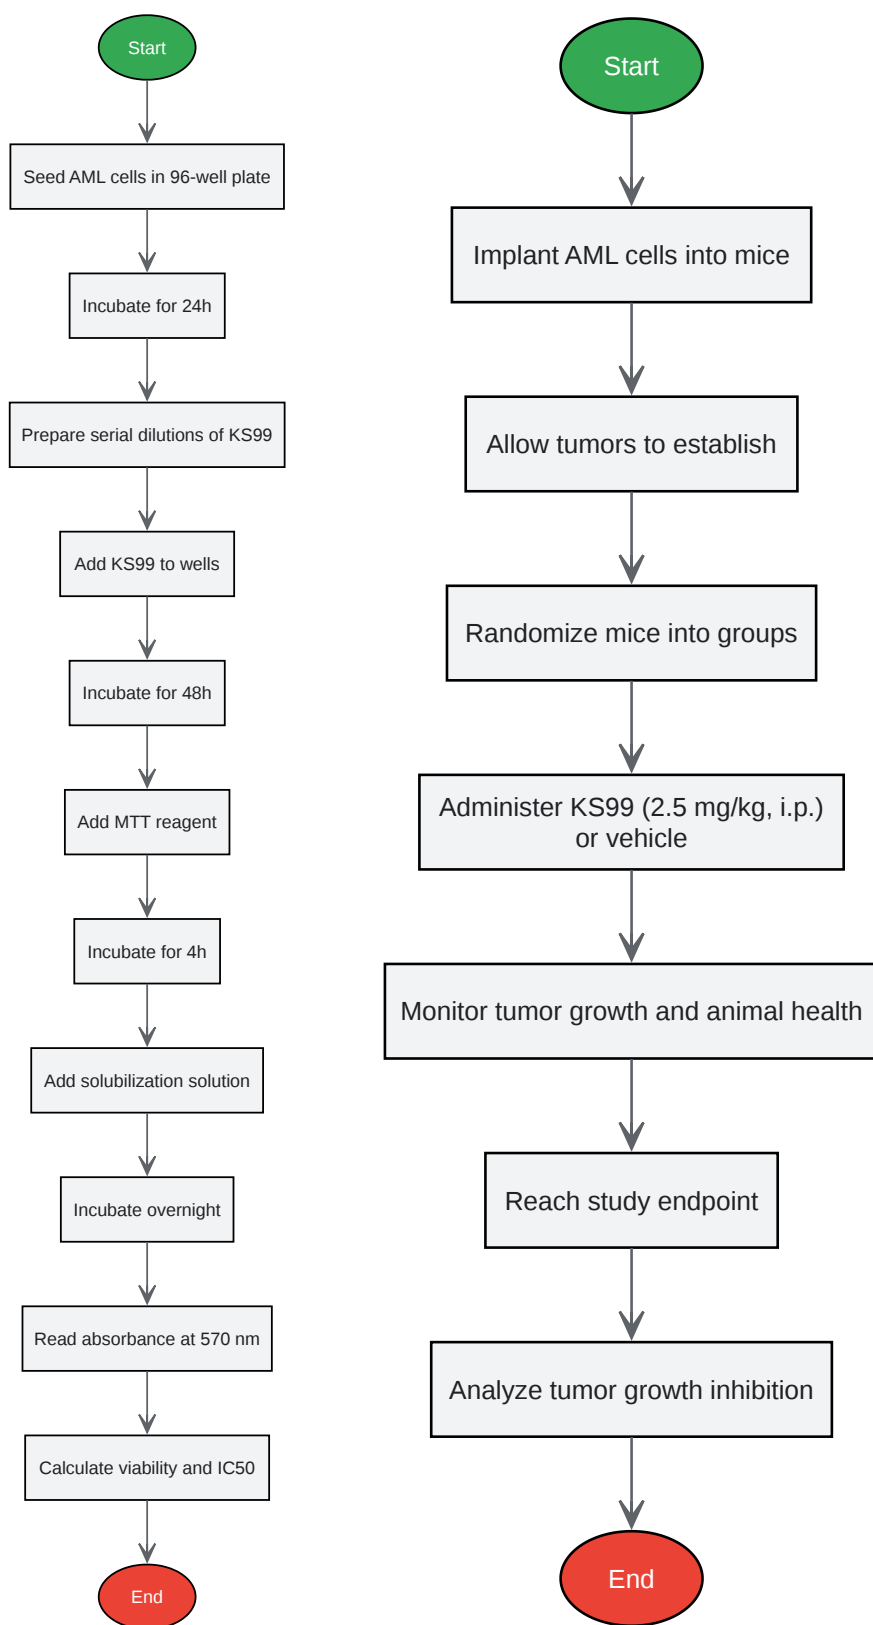 Start
Seed AML cells in 96-well plate
Incubate for 24h
Prepare serial dilutions of KS99
Add KS99 to wells
Incubate for 48h
Add MTT reagent
Incubate for 4h
Add solubilization solution
Incubate overnight
Read absorbance at 570 nm
Calculate viability and IC50
End
Start
Implant AML cells into mice
Allow tumors to establish
Randomize mice into groups
Administer KS99 (2.5 mg/kg, i.p.)
or vehicle
Monitor tumor growth and animal health
Reach study endpoint
Analyze tumor growth inhibition
End